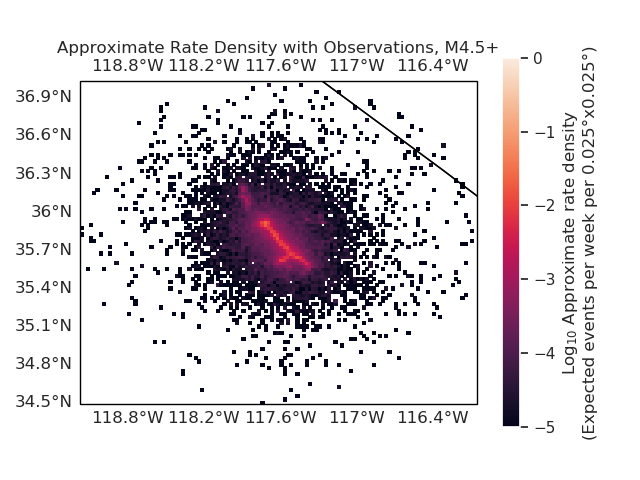 Approximate Rate Density with Observations, M4.5+
118.8°W 118.2°W 117.6°W 117°W 116.4°W
36.9°N
36.6°N
36.3°N
36°N
35.7°N
35.4°N
35.1°N
34.8°N
34.5°N
118.8°W 118.2°W 117.6°W 117°W 116.4°W
0
−1
−2
−3
−4
−5
Log₁₀ Approximate rate density
(Expected events per week per 0.025°x0.025°)